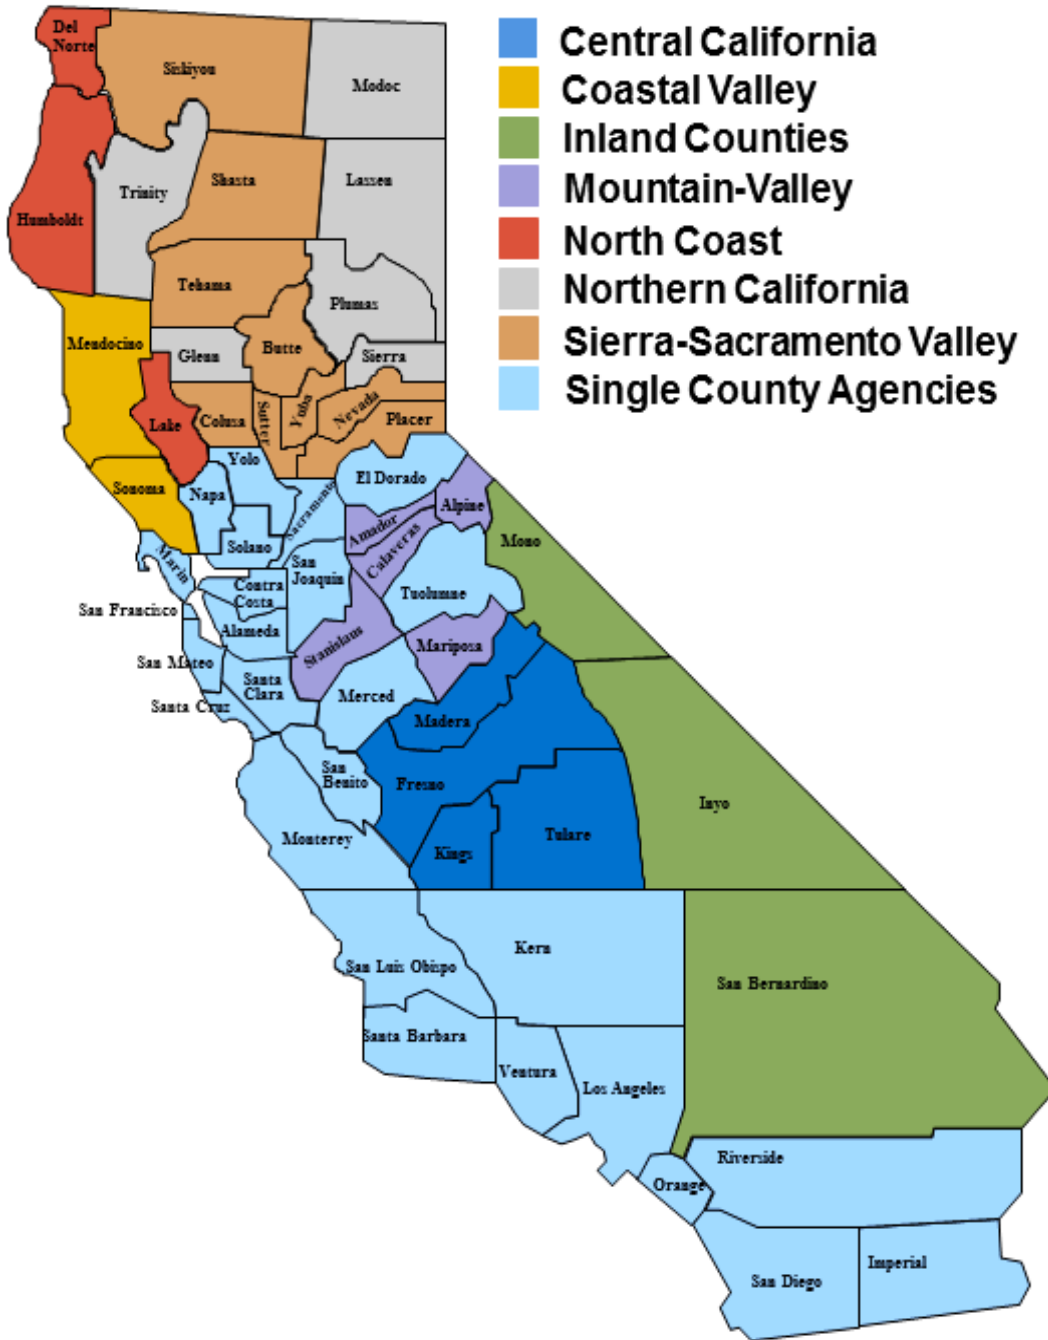 Central California
Coastal Valley
Inland Counties
Mountain-Valley
North Coast
Northern California
Sierra-Sacramento Valley
Single County Agencies
Del
Norte
Siskiyou
Modoc
Trinity
Shasta
Lassen
Humboldt
Tehama
Plumas
Mendocino
Glenn
Butte
Sierra
Lake
Colusa
Sutter
Yuba
Nevada
Placer
Yolo
Sonoma
Napa
Sacramento
El Dorado
Alpine
Amador
Calaveras
Mono
Marin
Solano
San
Joaquin
Tuolumne
Contra
Costa
San Francisco
Alameda
Stanislaus
Mariposa
San Mateo
Santa
Clara
Merced
Santa Cruz
Madera
San
Benito
Fresno
Inyo
Monterey
Kings
Tulare
Kern
San Luis Obispo
San Bernardino
Santa Barbara
Ventura
Los Angeles
Riverside
Orange
San Diego
Imperial